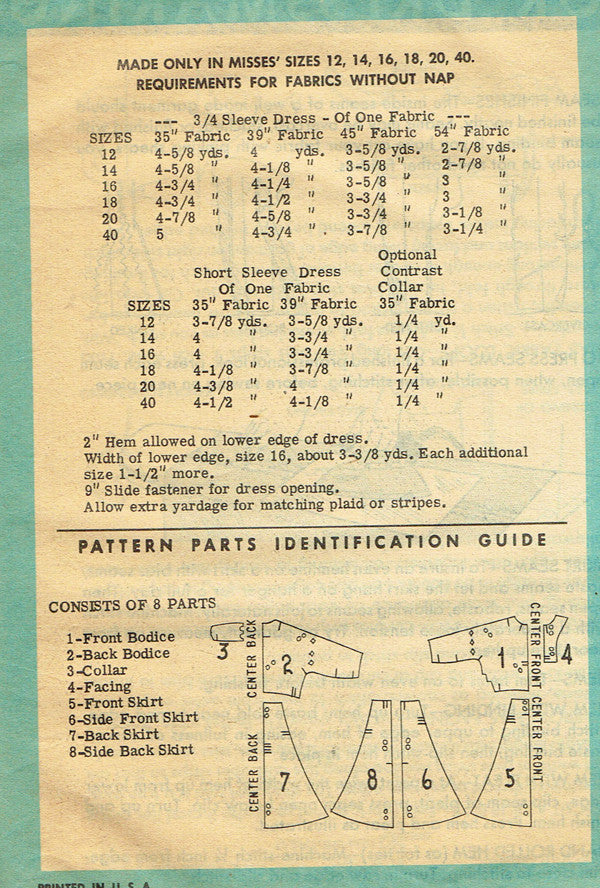 MADE ONLY IN MISSES' SIZES 12, 14, 16, 18, 20, 40.
REQUIREMENTS FOR FABRICS WITHOUT NAP
--- 3/4 Sleeve Dress - Of One Fabric ---
SIZES 35" Fabric 39" Fabric 45" Fabric 54" Fabric
12 4-5/8 yds. 4 yds. 3-5/8 yds. 2-7/8 yds.
14 4-5/8 " 4-1/8 " 3-5/8 " 2-7/8 "
16 4-3/4 " 4-1/4 " 3-5/8 " 3 "
18 4-3/4 " 4-1/2 " 3-3/4 " 3 "
20 4-7/8 " 4-5/8 " 3-3/4 " 3-1/8 "
40 5 " 4-3/4 " 3-7/8 " 3-1/4 "
Optional
Short Sleeve Dress Contrast
Of One Fabric Collar
SIZES 35" Fabric 39" Fabric 35" Fabric
12 3-7/8 yds. 3-5/8 yds. 1/4 yd.
14 4 " 3-3/4 " 1/4 "
16 4 " 3-3/4 " 1/4 "
18 4-1/8 " 3-7/8 " 1/4 "
20 4-3/8 " 4 " 1/4 "
40 4-1/2 " 4-1/8 " 1/4 "
2" Hem allowed on lower edge of dress.
Width of lower edge, size 16, about 3-3/8 yds. Each additional
size 1-1/2" more.
9" Slide fastener for dress opening.
Allow extra yardage for matching plaid or stripes.
PATTERN PARTS IDENTIFICATION GUIDE
CONSISTS OF 8 PARTS
1-Front Bodice
2-Back Bodice
3-Collar
4-Facing
5-Front Skirt
6-Side Front Skirt
7-Back Skirt
8-Side Back Skirt
3
CENTER BACK
2
1
CENTER FRONT
4
CENTER BACK
7
8
6
5
CENTER FRONT
PRINTED IN U.S.A.